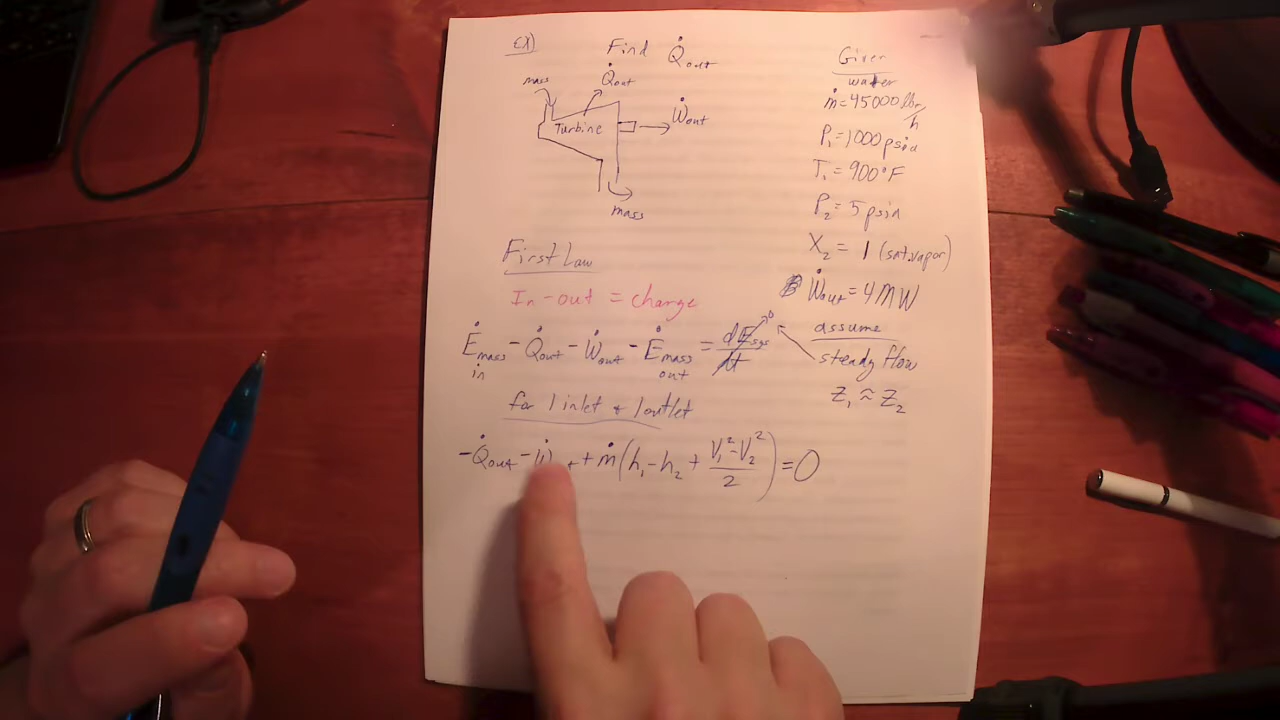 Ex) Find Q̇out
mass Q̇out
Turbine Ẇout
mass
Given
water
ṁ = 45000 lbm/h
P₁ = 1000 psia
T₁ = 900°F
P₂ = 5 psia
X₂ = 1 (sat. vapor)
Ẇout = 4 MW
assume
steady flow
Z₁ ≈ Z₂
First Law
In - out = change
Ėmass in - Q̇out - Ẇout - Ėmass out = dEsys/dt 0
for 1 inlet & 1 outlet
-Q̇out - Ẇ + ṁ(h₁ - h₂ + (V₁² - V₂²)/2) = 0